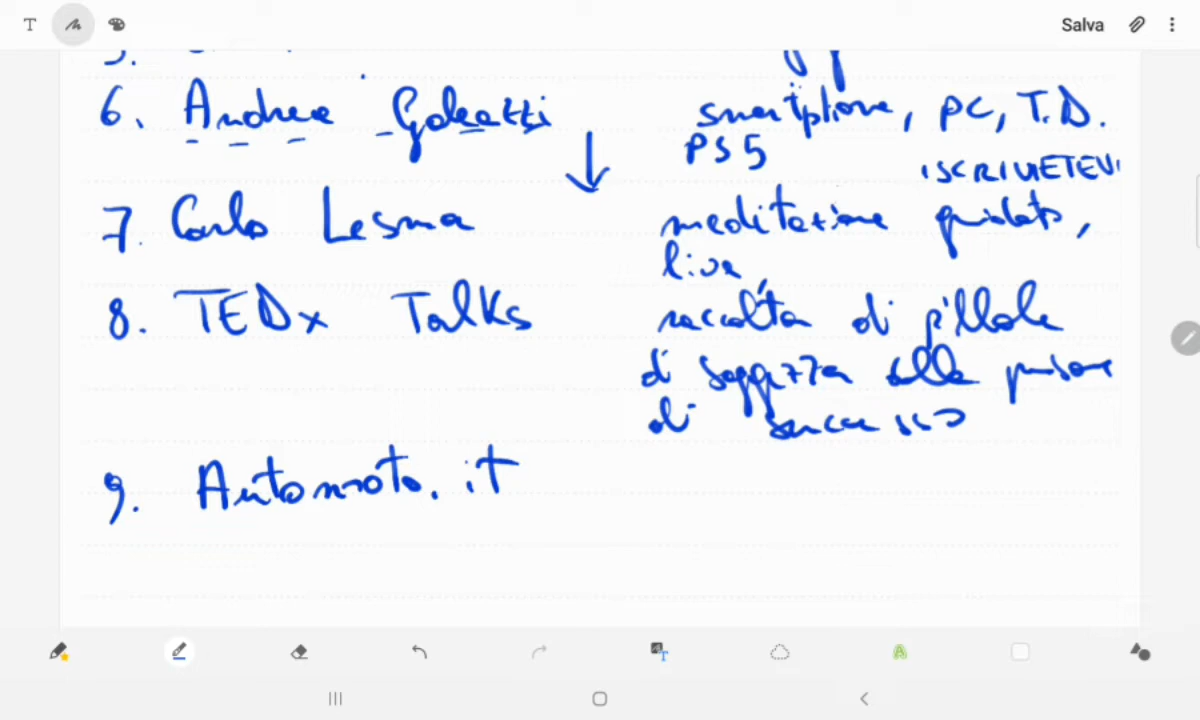 Salva
6. Andrea Galeazzi smartphone, PC, T.D.
PS5
ISCRIVETEVI
7. Carlo Lesma meditazione guidata,
live,
8. TEDx Talks raccolta di pillole
di saggezza dalle persone
di successo
9. Automoto.it